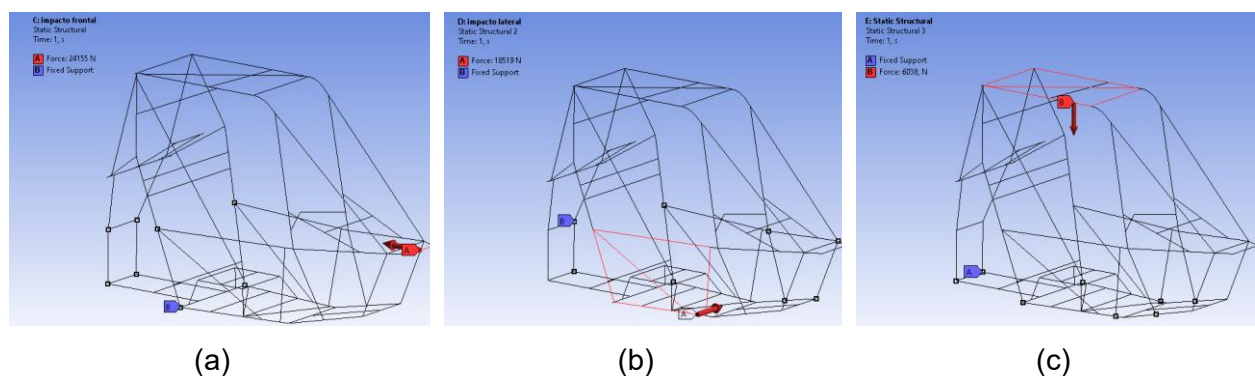 C: impacto frontal
Static Structural
Time: 1, s
A Force: 24155 N
B Fixed Support
B
A
D: impacto lateral
Static Structural 2
Time: 1, s
A Force: 18519 N
B Fixed Support
B
A
E: Static Structural
Static Structural 3
Time: 1, s
A Fixed Support
B Force: 6038, N
B
A
(a)
(b)
(c)